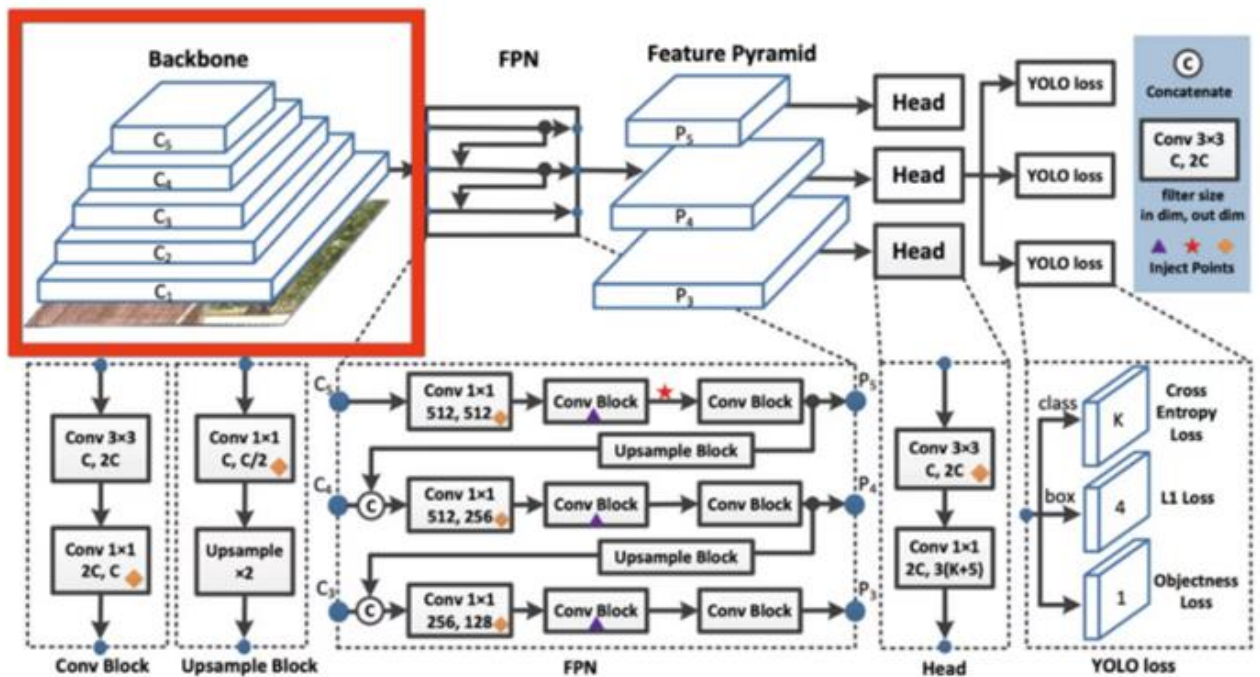 Backbone
C5
C4
C3
C2
C1
FPN
Feature Pyramid
P5
P4
P3
Head
Head
Head
YOLO loss
YOLO loss
YOLO loss
C
Concatenate
Conv 3×3
C, 2C
filter size
in dim, out dim
Inject Points
Conv 3×3
C, 2C
Conv 1×1
2C, C
Conv Block
Conv 1×1
C, C/2
Upsample
×2
Upsample Block
C5
Conv 1×1
512, 512
Conv Block
Conv Block
P5
Upsample Block
C4
C
Conv 1×1
512, 256
Conv Block
Conv Block
P4
Upsample Block
C3
C
Conv 1×1
256, 128
Conv Block
Conv Block
P3
FPN
Conv 3×3
C, 2C
Conv 1×1
2C, 3(K+5)
Head
class
K
Cross
Entropy
Loss
box
4
L1 Loss
1
Objectness
Loss
YOLO loss